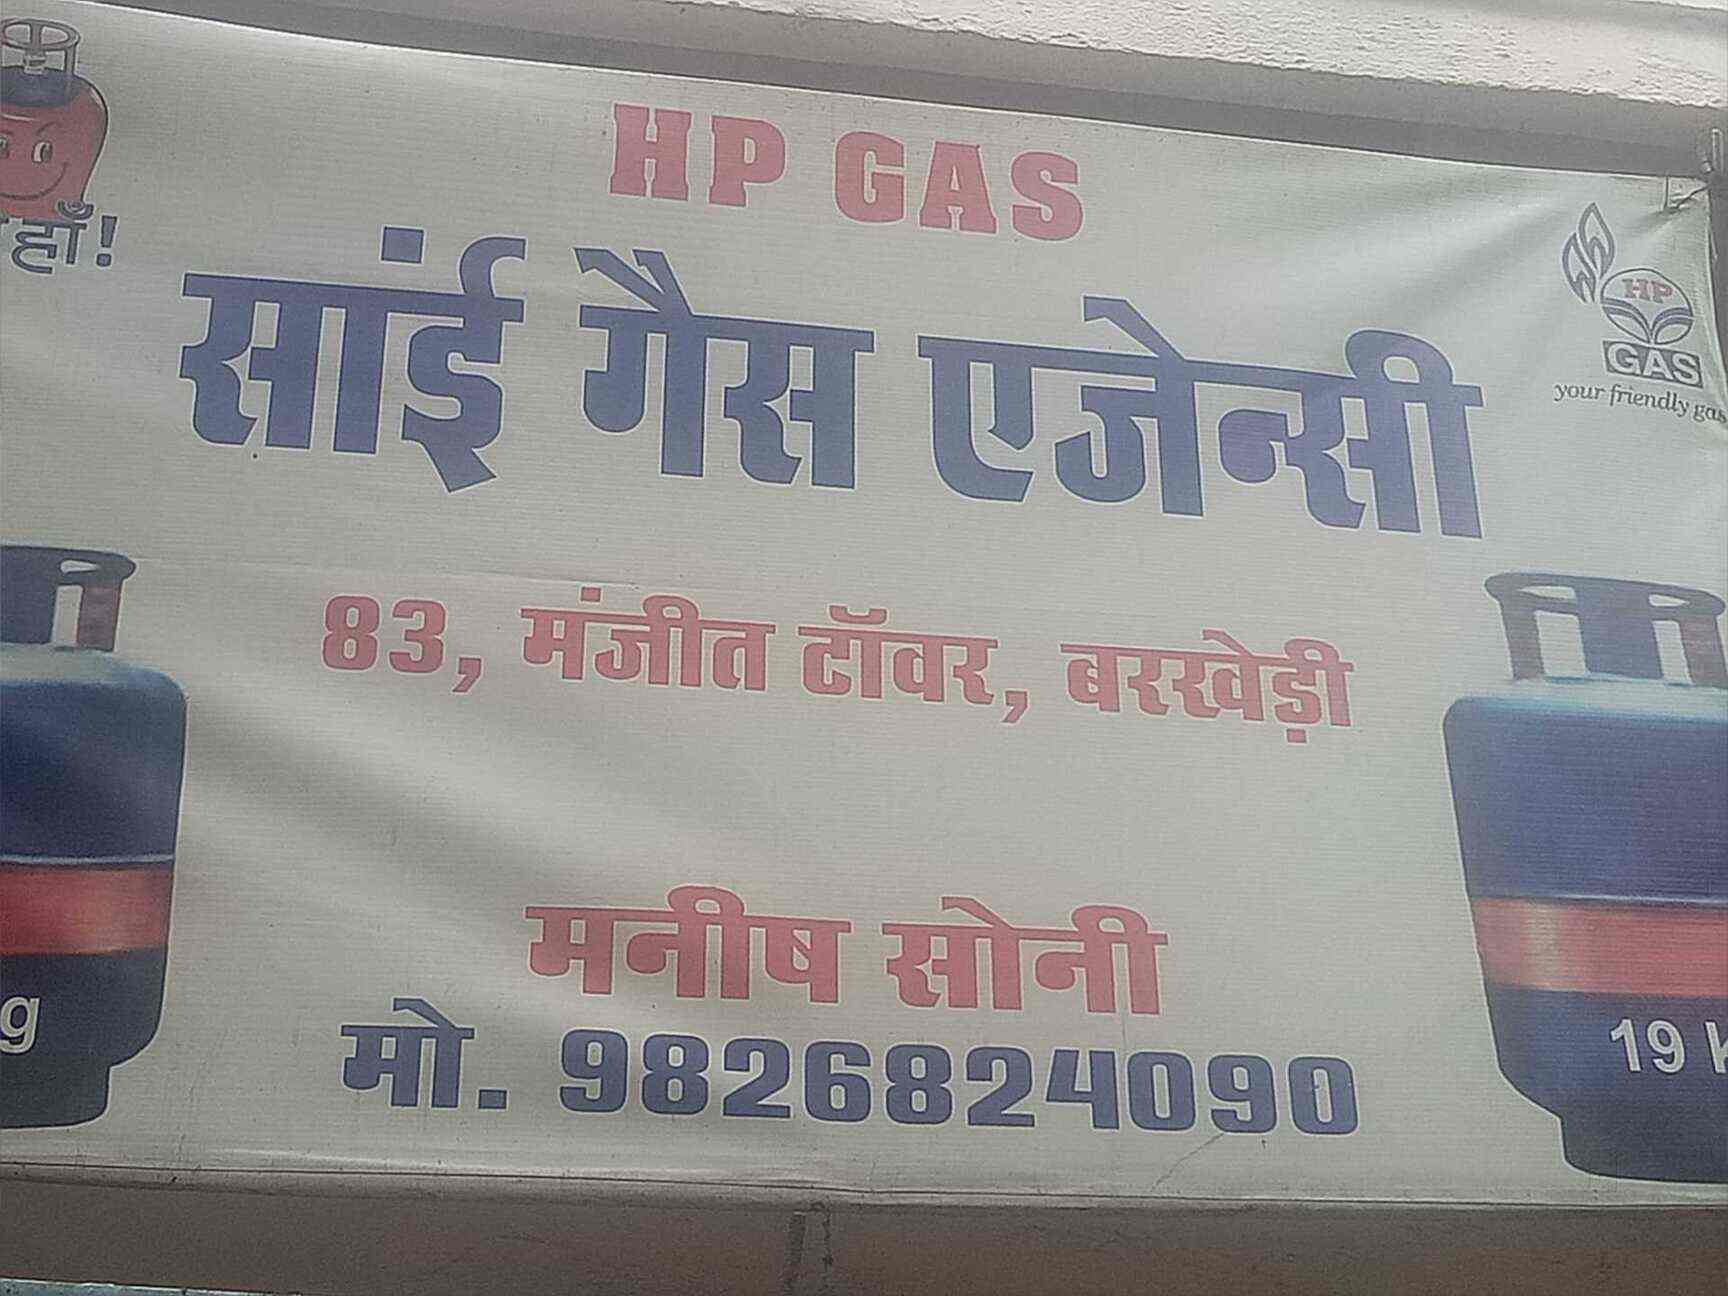 HP GAS
हाँ!
सांई गैस एजेन्सी
HP
GAS
your friendly gas
83, मंजीत टॉवर, बरखेड़ी
मनीष सोनी
मो. 9826824090
g
19 K